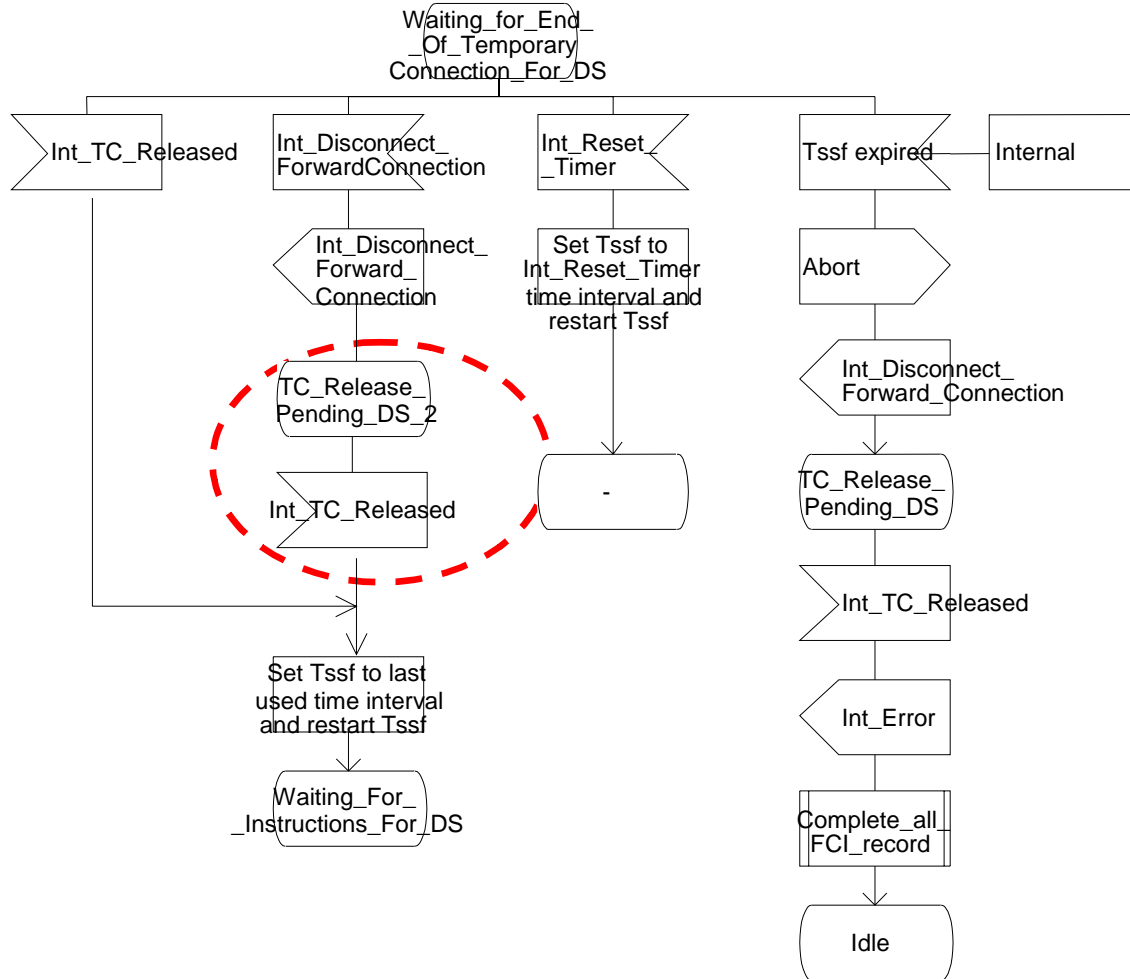 Waiting_for_End_
_Of_Temporary
Connection_For_DS
Int_TC_Released
Int_Disconnect_
ForwardConnection
Int_Reset_
_Timer
Tssf expired
Internal
Int_Disconnect_
Forward_
Connection
Set Tssf to
Int_Reset_Timer
time interval and
restart Tssf
Abort
TC_Release_
Pending_DS_2
Int_Disconnect_
Forward_Connection
Int_TC_Released
-
TC_Release_
Pending_DS
Int_TC_Released
Set Tssf to last
used time interval
and restart Tssf
Int_Error
Waiting_For_
_Instructions_For_DS
Complete_all_
FCI_record
Idle